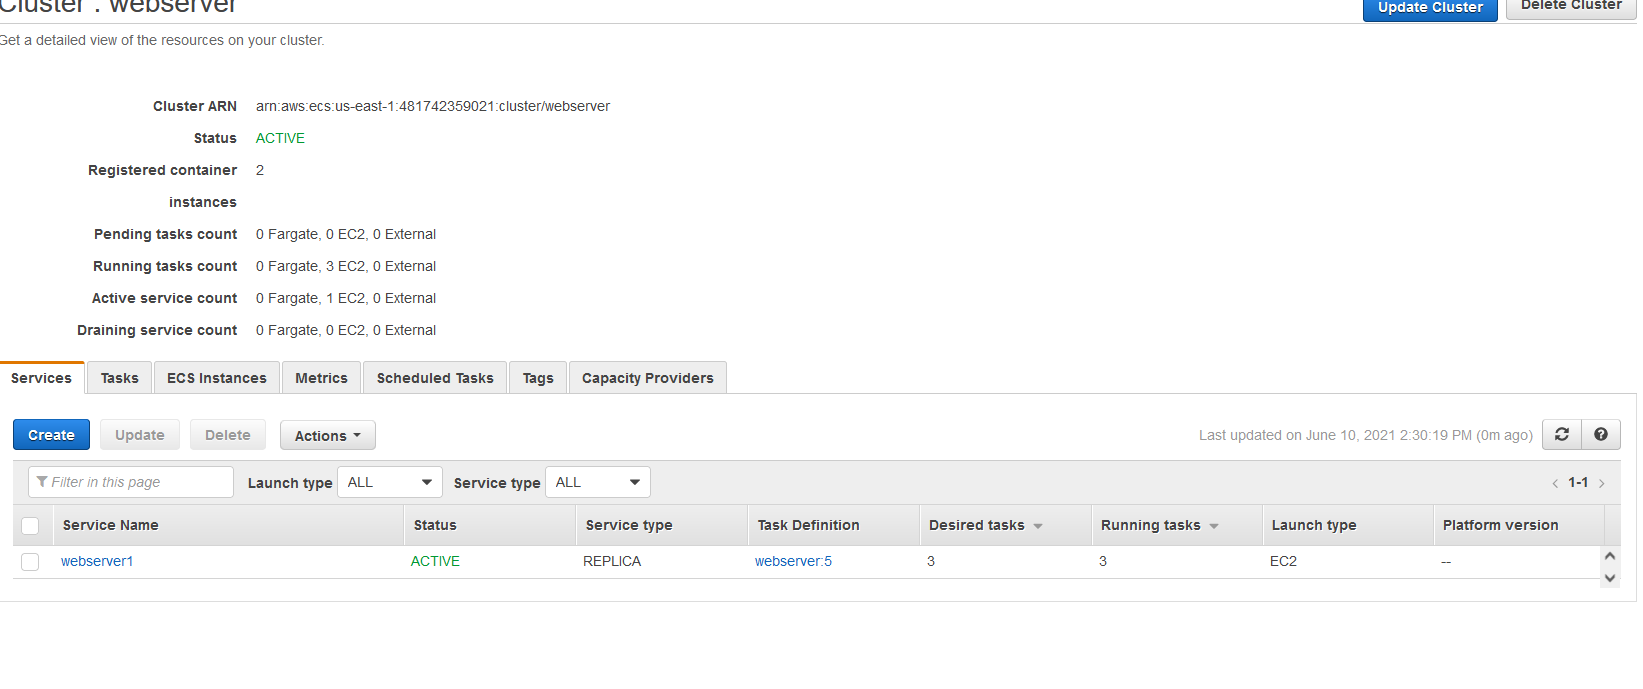 Cluster : webserver
Update Cluster
Delete Cluster
Get a detailed view of the resources on your cluster.
Cluster ARN arn:aws:ecs:us-east-1:481742359021:cluster/webserver
Status ACTIVE
Registered container 2
instances
Pending tasks count 0 Fargate, 0 EC2, 0 External
Running tasks count 0 Fargate, 3 EC2, 0 External
Active service count 0 Fargate, 1 EC2, 0 External
Draining service count 0 Fargate, 0 EC2, 0 External
Services Tasks ECS Instances Metrics Scheduled Tasks Tags Capacity Providers
Create Update Delete Actions Last updated on June 10, 2021 2:30:19 PM (0m ago)
Filter in this page Launch type ALL Service type ALL 1-1
Service Name Status Service type Task Definition Desired tasks Running tasks Launch type Platform version
webserver1 ACTIVE REPLICA webserver:5 3 3 EC2 --